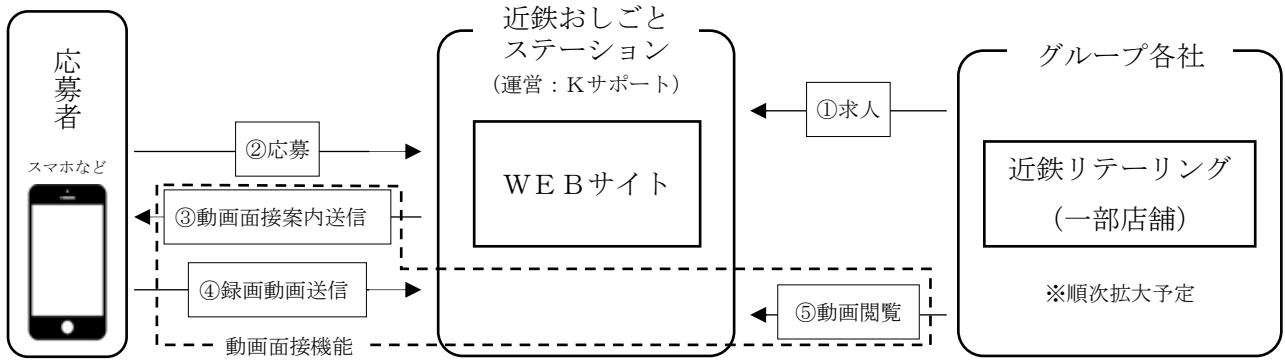 応募者
スマホなど
②応募
③動画面接案内送信
④録画動画送信
動画面接機能
近鉄おしごと
ステーション
（運営：Ｋサポート）
ＷＥＢサイト
①求人
⑤動画閲覧
グループ各社
近鉄リテーリング
（一部店舗）
※順次拡大予定